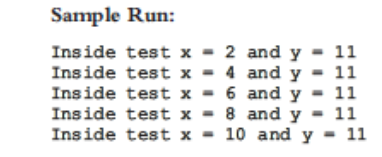 Sample Run:
Inside test x = 2 and y = 11
Inside test x = 4 and y = 11
Inside test x = 6 and y = 11
Inside test x = 8 and y = 11
Inside test x = 10 and y = 11